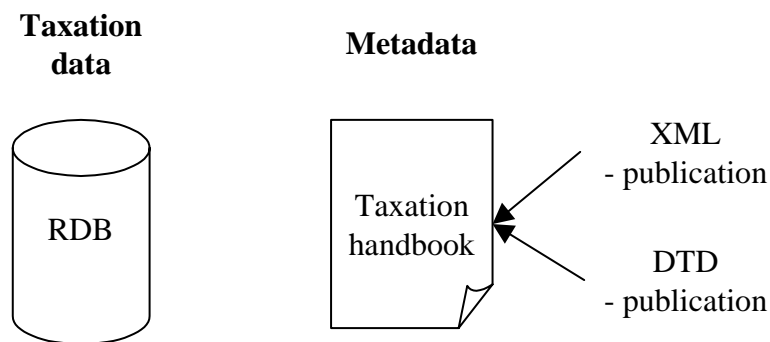 Taxation
data
Metadata
RDB
Taxation
handbook
XML
- publication
DTD
- publication